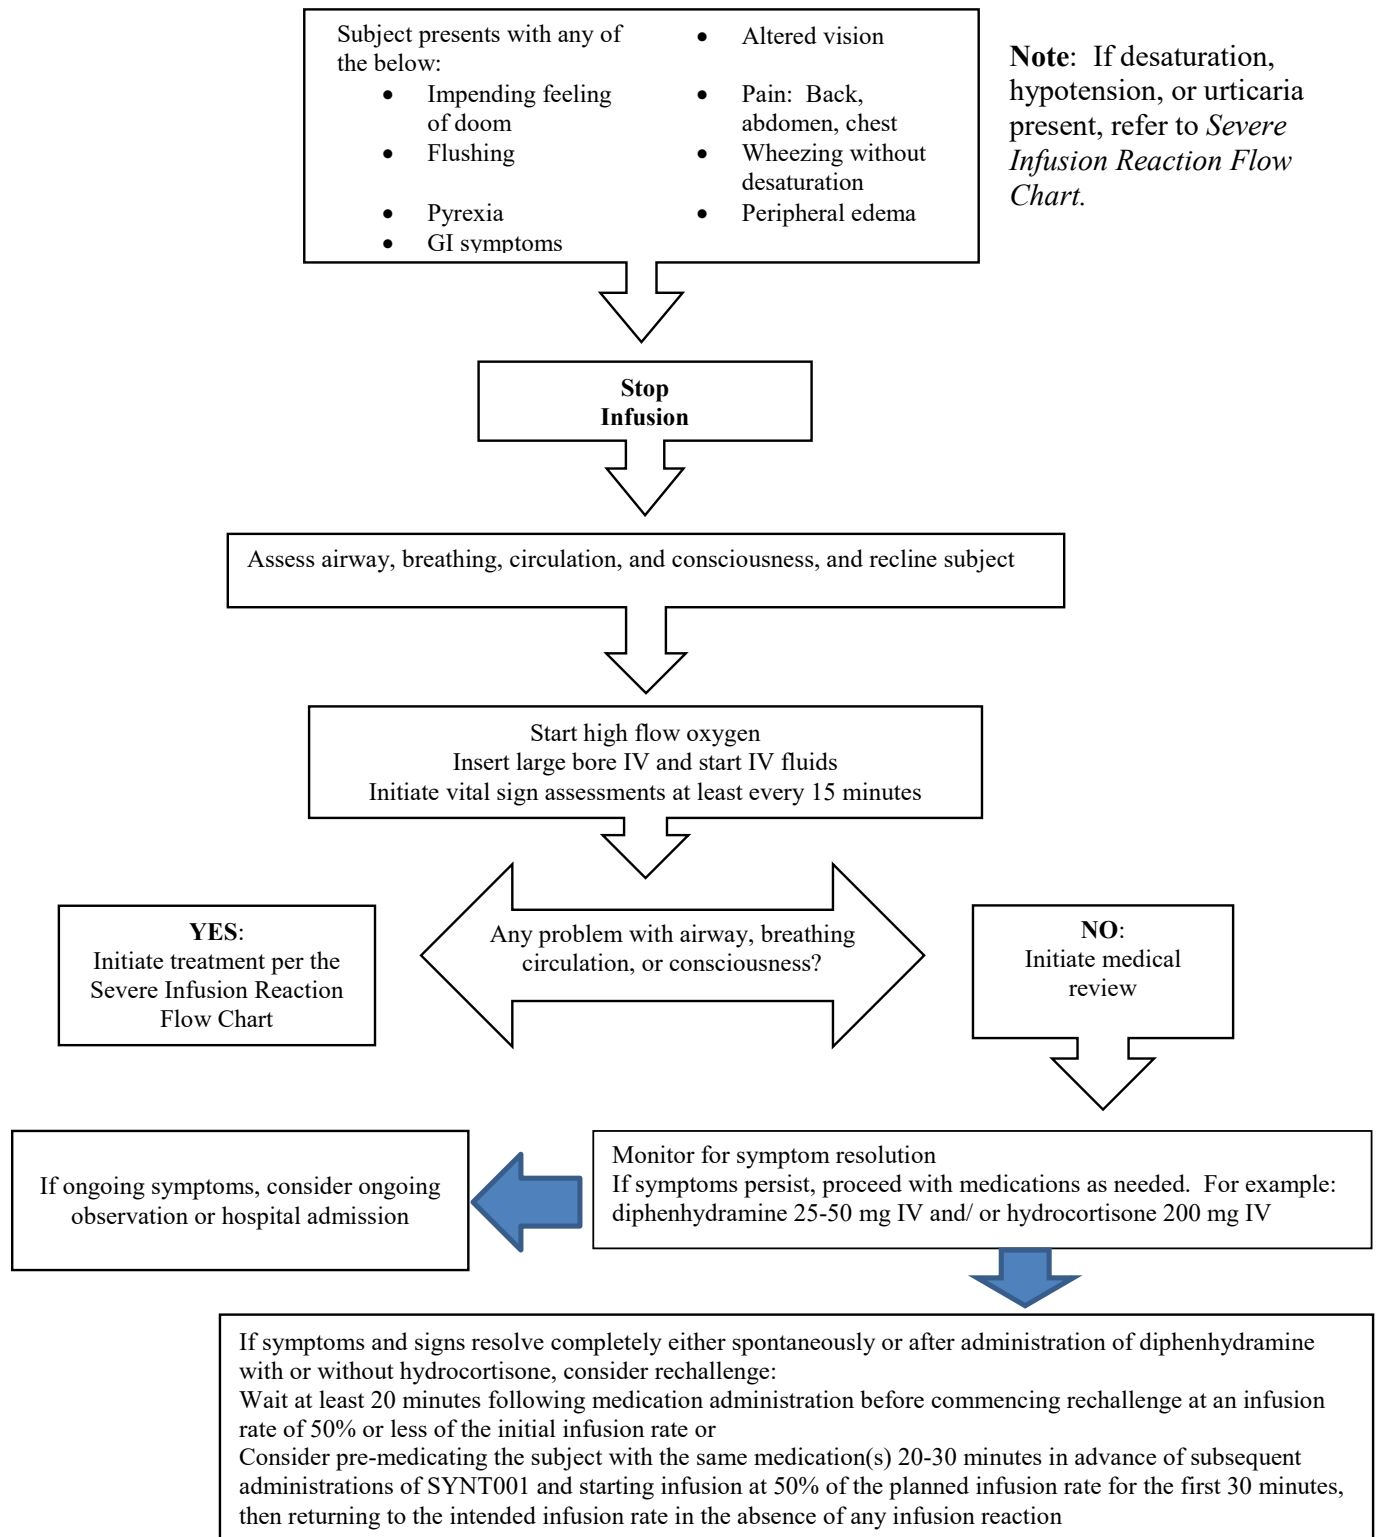 Subject presents with any of
the below:
• Impending feeling
of doom
• Flushing
• Pyrexia
• GI symptoms
• Altered vision
• Pain: Back,
abdomen, chest
• Wheezing without
desaturation
• Peripheral edema
Note: If desaturation,
hypotension, or urticaria
present, refer to Severe
Infusion Reaction Flow
Chart.
Stop
Infusion
Assess airway, breathing, circulation, and consciousness, and recline subject
Start high flow oxygen
Insert large bore IV and start IV fluids
Initiate vital sign assessments at least every 15 minutes
Any problem with airway, breathing
circulation, or consciousness?
YES:
Initiate treatment per the
Severe Infusion Reaction
Flow Chart
NO:
Initiate medical
review
Monitor for symptom resolution
If symptoms persist, proceed with medications as needed. For example:
diphenhydramine 25-50 mg IV and/ or hydrocortisone 200 mg IV
If ongoing symptoms, consider ongoing
observation or hospital admission
If symptoms and signs resolve completely either spontaneously or after administration of diphenhydramine
with or without hydrocortisone, consider rechallenge:
Wait at least 20 minutes following medication administration before commencing rechallenge at an infusion
rate of 50% or less of the initial infusion rate or
Consider pre-medicating the subject with the same medication(s) 20-30 minutes in advance of subsequent
administrations of SYNT001 and starting infusion at 50% of the planned infusion rate for the first 30 minutes,
then returning to the intended infusion rate in the absence of any infusion reaction